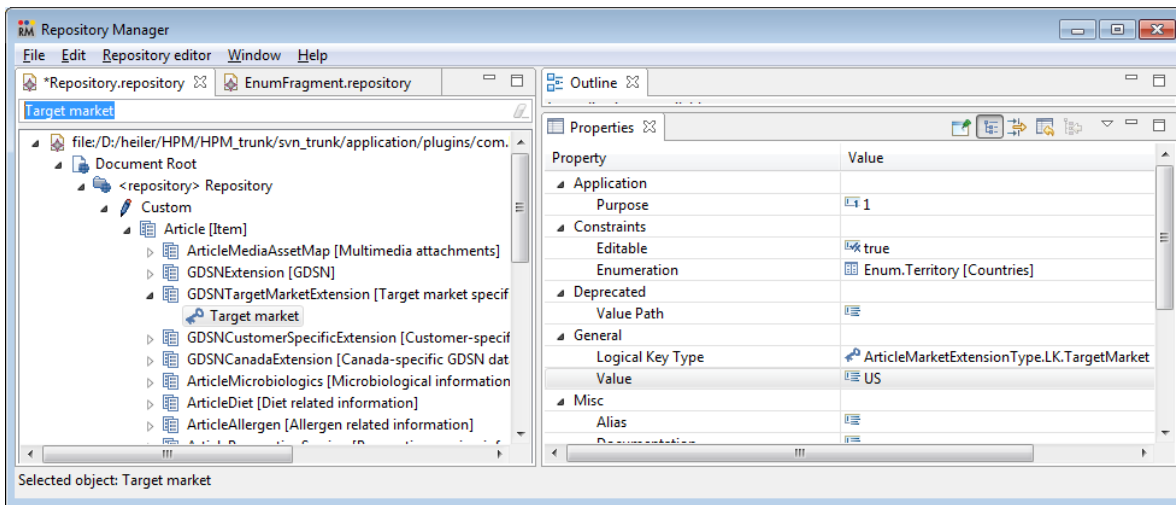 Repository Manager
File Edit Repository editor Window Help
*Repository.repository EnumFragment.repository
Target market
file:/D:/heiler/HPM/HPM_trunk/svn_trunk/application/plugins/com.
Document Root
<repository> Repository
Custom
Article [Item]
ArticleMediaAssetMap [Multimedia attachments]
GDSNExtension [GDSN]
GDSNTargetMarketExtension [Target market specif
Target market
GDSNCustomerSpecificExtension [Customer-specif
GDSNCanadaExtension [Canada-specific GDSN dat
ArticleMicrobiologics [Microbiological information
ArticleDiet [Diet related information]
ArticleAllergen [Allergen related information]
Outline
Properties
Property Value
Application
Purpose 1
Constraints
Editable true
Enumeration Enum.Territory [Countries]
Deprecated
Value Path
General
Logical Key Type ArticleMarketExtensionType.LK.TargetMarket
Value US
Misc
Alias
Documentation
Selected object: Target market